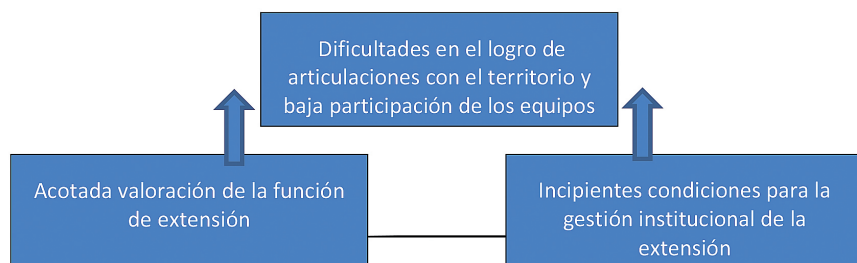 Dificultades en el logro de
articulaciones con el territorio y
baja participación de los equipos
Acotada valoración de la función
de extensión
Incipientes condiciones para la
gestión institucional de la
extensión